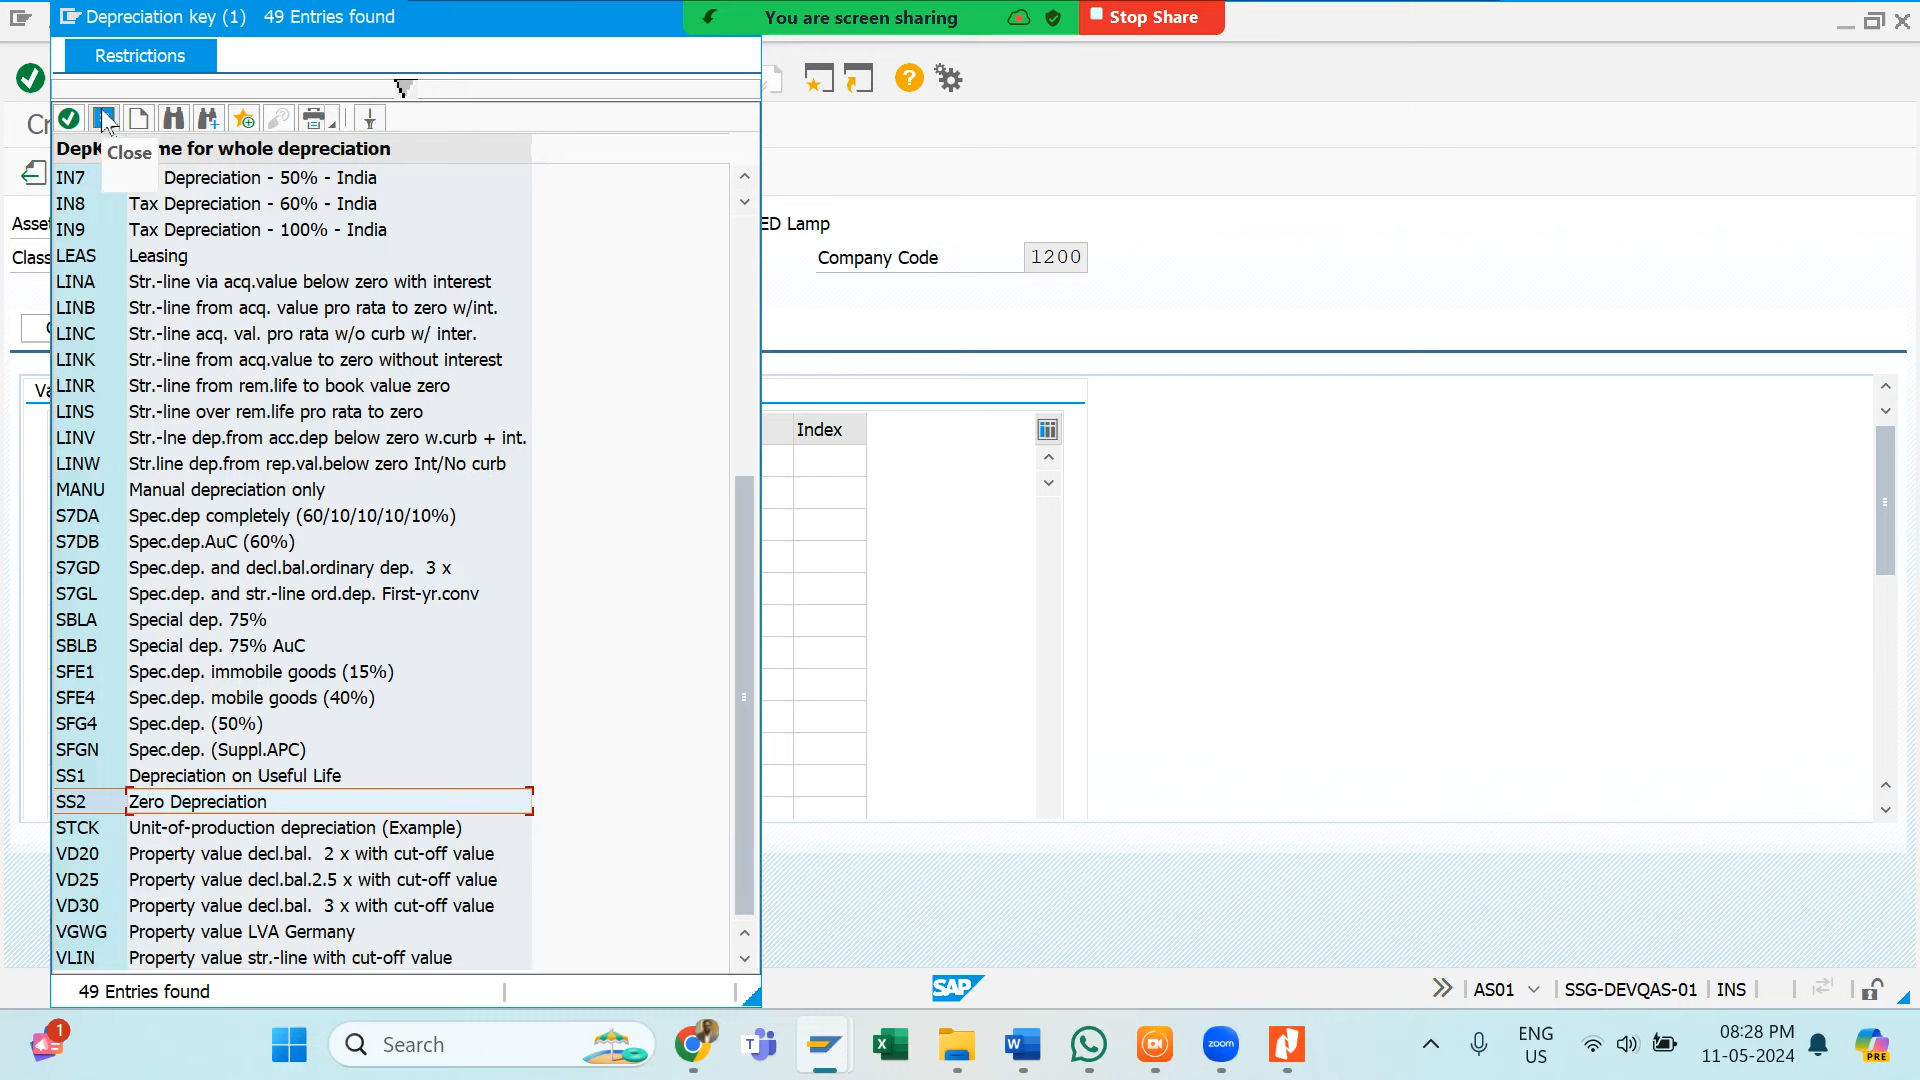 Depreciation key (1) 49 Entries found
You are screen sharing
Stop Share
Restrictions
Cr
Close
DepK me for whole depreciation
IN7 Depreciation - 50% - India
IN8 Tax Depreciation - 60% - India
IN9 Tax Depreciation - 100% - India
LEAS Leasing
LINA Str.-line via acq.value below zero with interest
LINB Str.-line from acq. value pro rata to zero w/int.
LINC Str.-line acq. val. pro rata w/o curb w/ inter.
LINK Str.-line from acq.value to zero without interest
LINR Str.-line from rem.life to book value zero
LINS Str.-line over rem.life pro rata to zero
LINV Str.-lne dep.from acc.dep below zero w.curb + int.
LINW Str.line dep.from rep.val.below zero Int/No curb
MANU Manual depreciation only
S7DA Spec.dep completely (60/10/10/10/10%)
S7DB Spec.dep.AuC (60%)
S7GD Spec.dep. and decl.bal.ordinary dep. 3 x
S7GL Spec.dep. and str.-line ord.dep. First-yr.conv
SBLA Special dep. 75%
SBLB Special dep. 75% AuC
SFE1 Spec.dep. immobile goods (15%)
SFE4 Spec.dep. mobile goods (40%)
SFG4 Spec.dep. (50%)
SFGN Spec.dep. (Suppl.APC)
SS1 Depreciation on Useful Life
SS2 Zero Depreciation
STCK Unit-of-production depreciation (Example)
VD20 Property value decl.bal. 2 x with cut-off value
VD25 Property value decl.bal.2.5 x with cut-off value
VD30 Property value decl.bal. 3 x with cut-off value
VGWG Property value LVA Germany
VLIN Property value str.-line with cut-off value
49 Entries found
Asset
ED Lamp
Class
Company Code 1200
Va
Index
SAP
AS01
SSG-DEVQAS-01
INS
1
Search
zoom
ENG
US
08:28 PM
11-05-2024
PRE